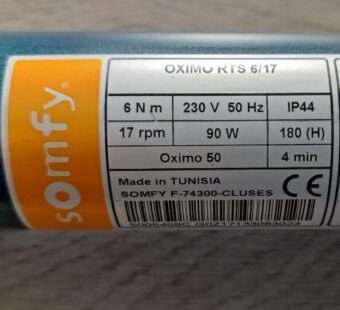 somfy.
OXIMO RTS 6/17
6 N m 230 V 50 Hz IP44
17 rpm 90 W 180 (H)
Oximo 50 4 min
Made in TUNISIA
SOMFY F-74300-CLUSES CE